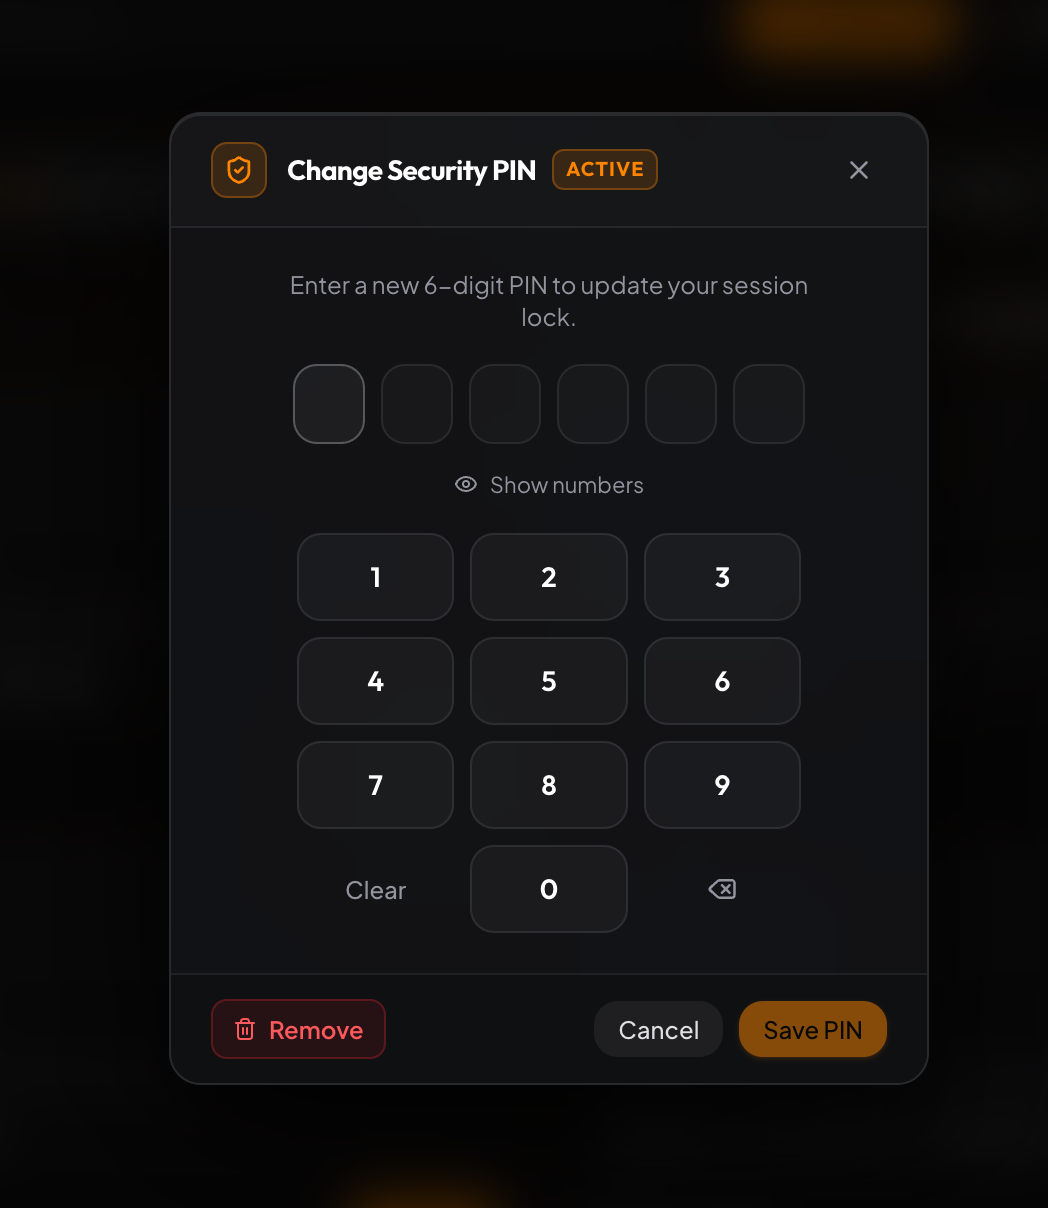 Change Security PIN ACTIVE
Enter a new 6-digit PIN to update your session
lock.
Show numbers
1 2 3
4 5 6
7 8 9
Clear 0
Remove Cancel Save PIN